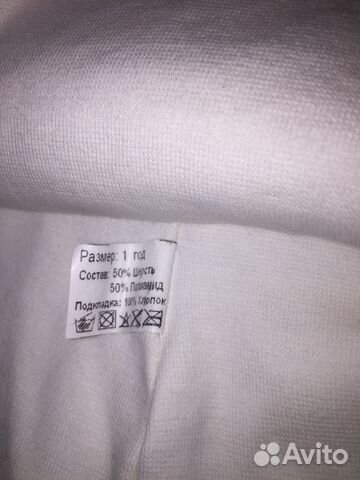 Размер: 1 год
Состав: 50% Шерсть
50% Полиамид
Подкладка: 100% Хлопок
Avito